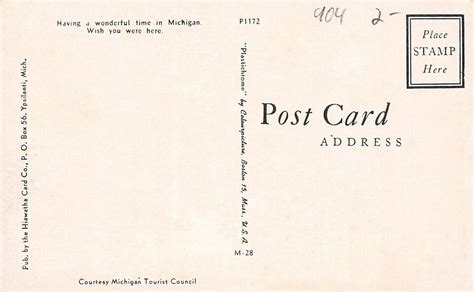 Having a wonderful time in Michigan.
Wish you were here.
P1172
904 2-
Place
STAMP
Here
Pub. by the Hiawatha Card Co., P. O. Box 56, Ypsilanti, Mich.
"Plastichrome" by Colourpicture, Boston 15, Mass., U.S.A.
Post Card
ADDRESS
M-28
Courtesy Michigan Tourist Council